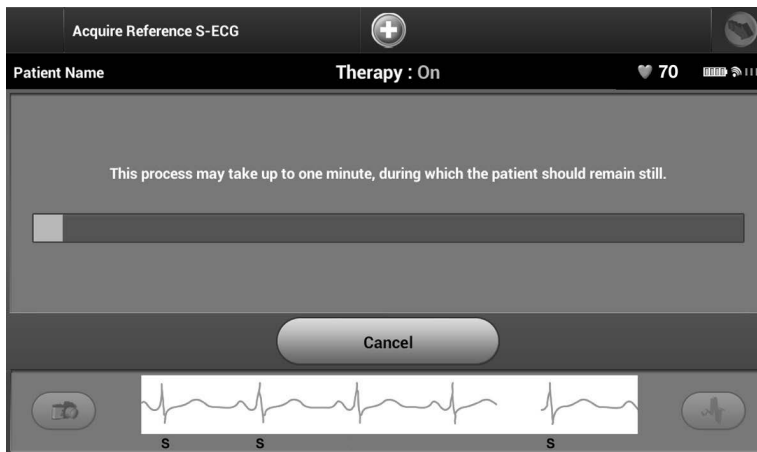 Acquire Reference S-ECG
Patient Name Therapy : On 70
This process may take up to one minute, during which the patient should remain still.
Cancel
S S S